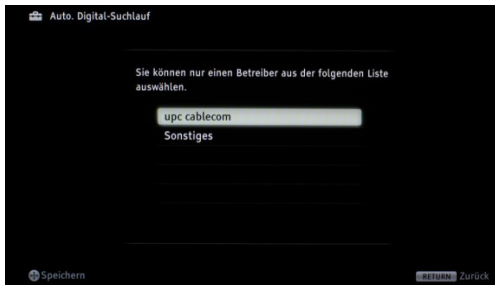 Auto. Digital-Suchlauf
Sie können nur einen Betreiber aus der folgenden Liste
auswählen.
upc cablecom
Sonstiges
Speichern
RETURN Zurück